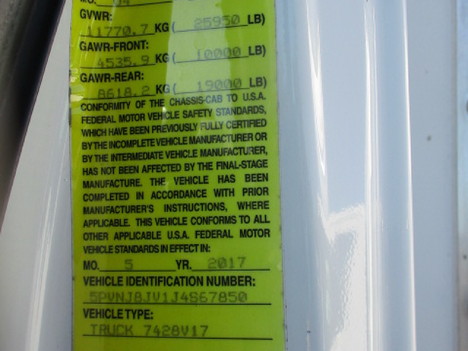 MO. 04
GVWR:
11770.7 KG ( 25950 LB)
GAWR-FRONT:
4535.9 KG ( 10000 LB)
GAWR-REAR:
8618.2 KG ( 19000 LB)
CONFORMITY OF THE CHASSIS-CAB TO U.S.A.
FEDERAL MOTOR VEHICLE SAFETY STANDARDS,
WHICH HAVE BEEN PREVIOUSLY FULLY CERTIFIED
BY THE INCOMPLETE VEHICLE MANUFACTURER OR
BY THE INTERMEDIATE VEHICLE MANUFACTURER,
HAS NOT BEEN AFFECTED BY THE FINAL-STAGE
MANUFACTURE. THE VEHICLE HAS BEEN
COMPLETED IN ACCORDANCE WITH PRIOR
MANUFACTURER'S INSTRUCTIONS, WHERE
APPLICABLE. THIS VEHICLE CONFORMS TO ALL
OTHER APPLICABLE U.S.A. FEDERAL MOTOR
VEHICLE STANDARDS IN EFFECT IN:
MO. 5 YR. 2017
VEHICLE IDENTIFICATION NUMBER:
5PVNJ8JV1J4S67850
VEHICLE TYPE:
TRUCK 7428V17